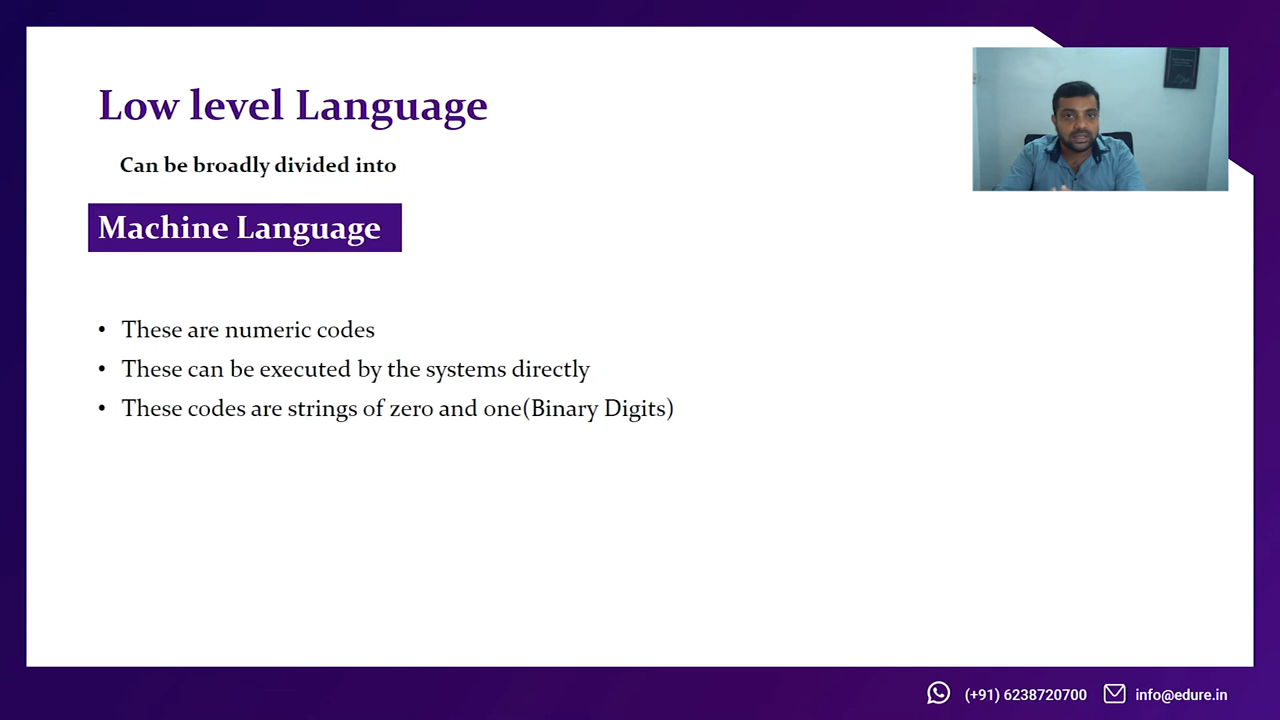 Low level Language
Can be broadly divided into
Machine Language
• These are numeric codes
• These can be executed by the systems directly
• These codes are strings of zero and one(Binary Digits)
(+91) 6238720700 info@edure.in